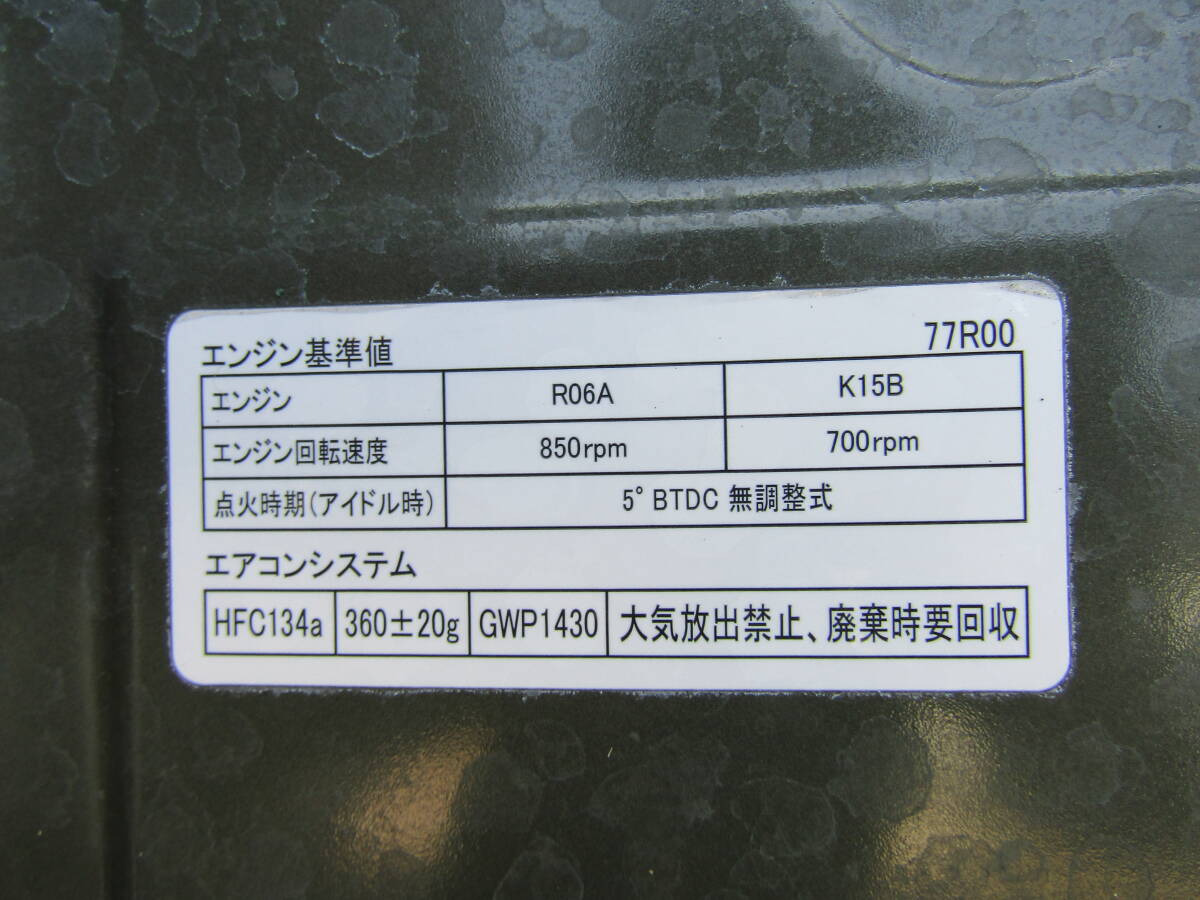 エンジン基準値 77R00
エンジン R06A K15B
エンジン回転速度 850rpm 700rpm
点火時期(アイドル時) 5°BTDC 無調整式
エアコンシステム
HFC134a 360±20g GWP1430 大気放出禁止、廃棄時要回収